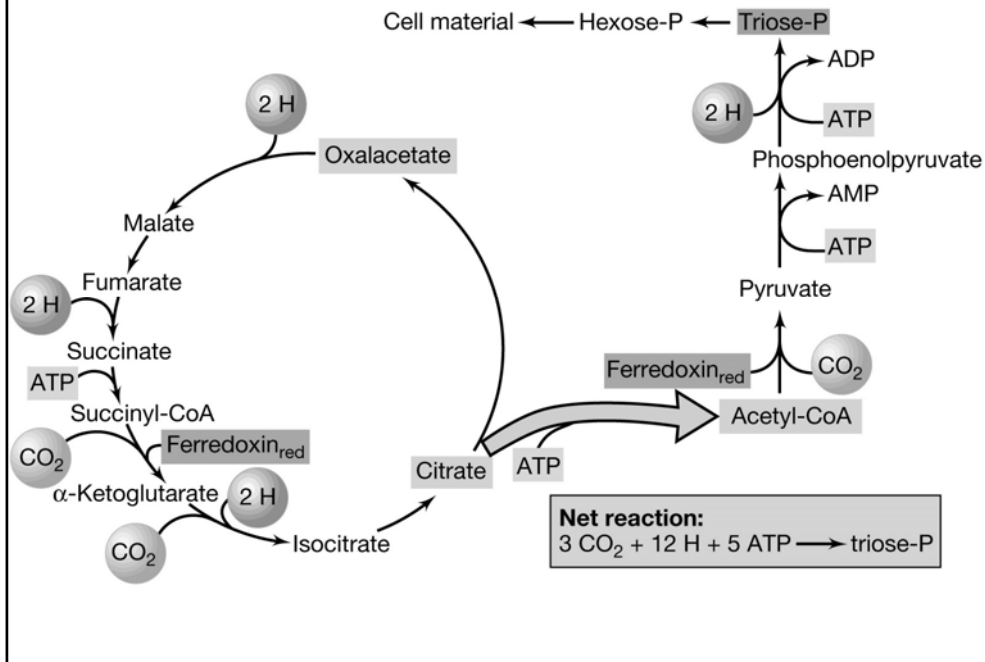 Cell material Hexose-P Triose-P
ADP
2 H
ATP
Phosphoenolpyruvate
AMP
ATP
Pyruvate
Ferredoxinred
CO2
Acetyl-CoA
2 H
Oxalacetate
Malate
Fumarate
2 H
Succinate
ATP
Succinyl-CoA
CO2
Ferredoxinred
α-Ketoglutarate
2 H
CO2
Isocitrate
Citrate
ATP
Net reaction:
3 CO2 + 12 H + 5 ATP → triose-P